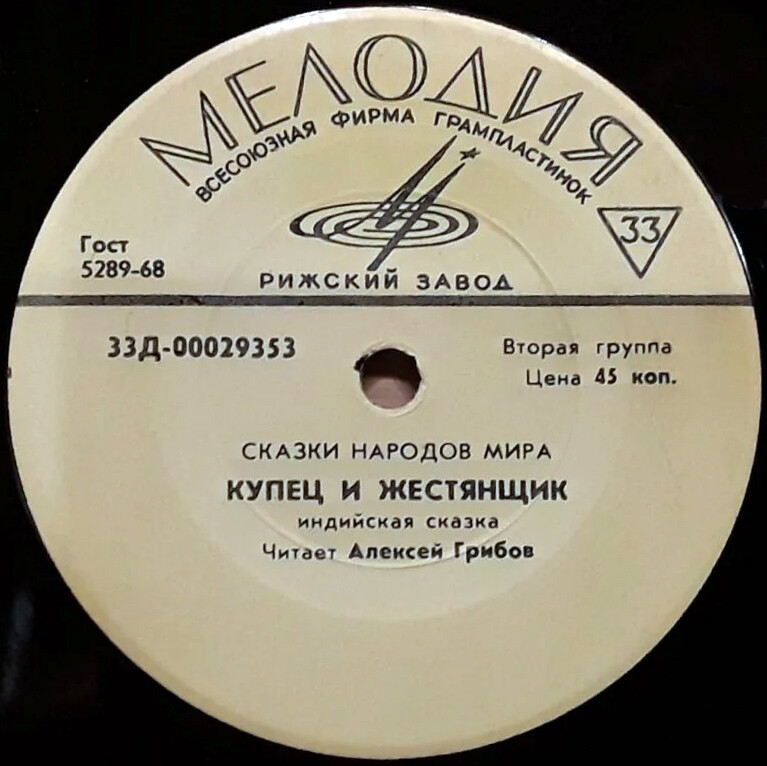 МЕЛОДИЯ
ВСЕСОЮЗНАЯ ФИРМА ГРАМПЛАСТИНОК
33
Гост
5289-68
РИЖСКИЙ ЗАВОД
33Д-00029353
Вторая группа
Цена 45 коп.
СКАЗКИ НАРОДОВ МИРА
КУПЕЦ И ЖЕСТЯНЩИК
ИНДИЙСКАЯ СКАЗКА
Читает Алексей Грибов